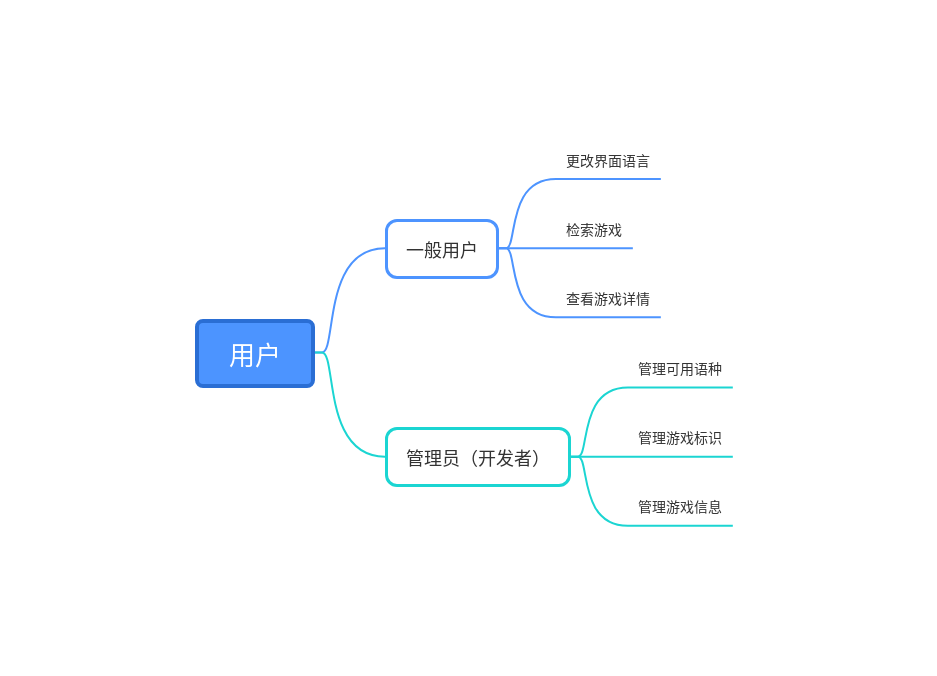 用户
一般用户
更改界面语言
检索游戏
查看游戏详情
管理员（开发者）
管理可用语种
管理游戏标识
管理游戏信息